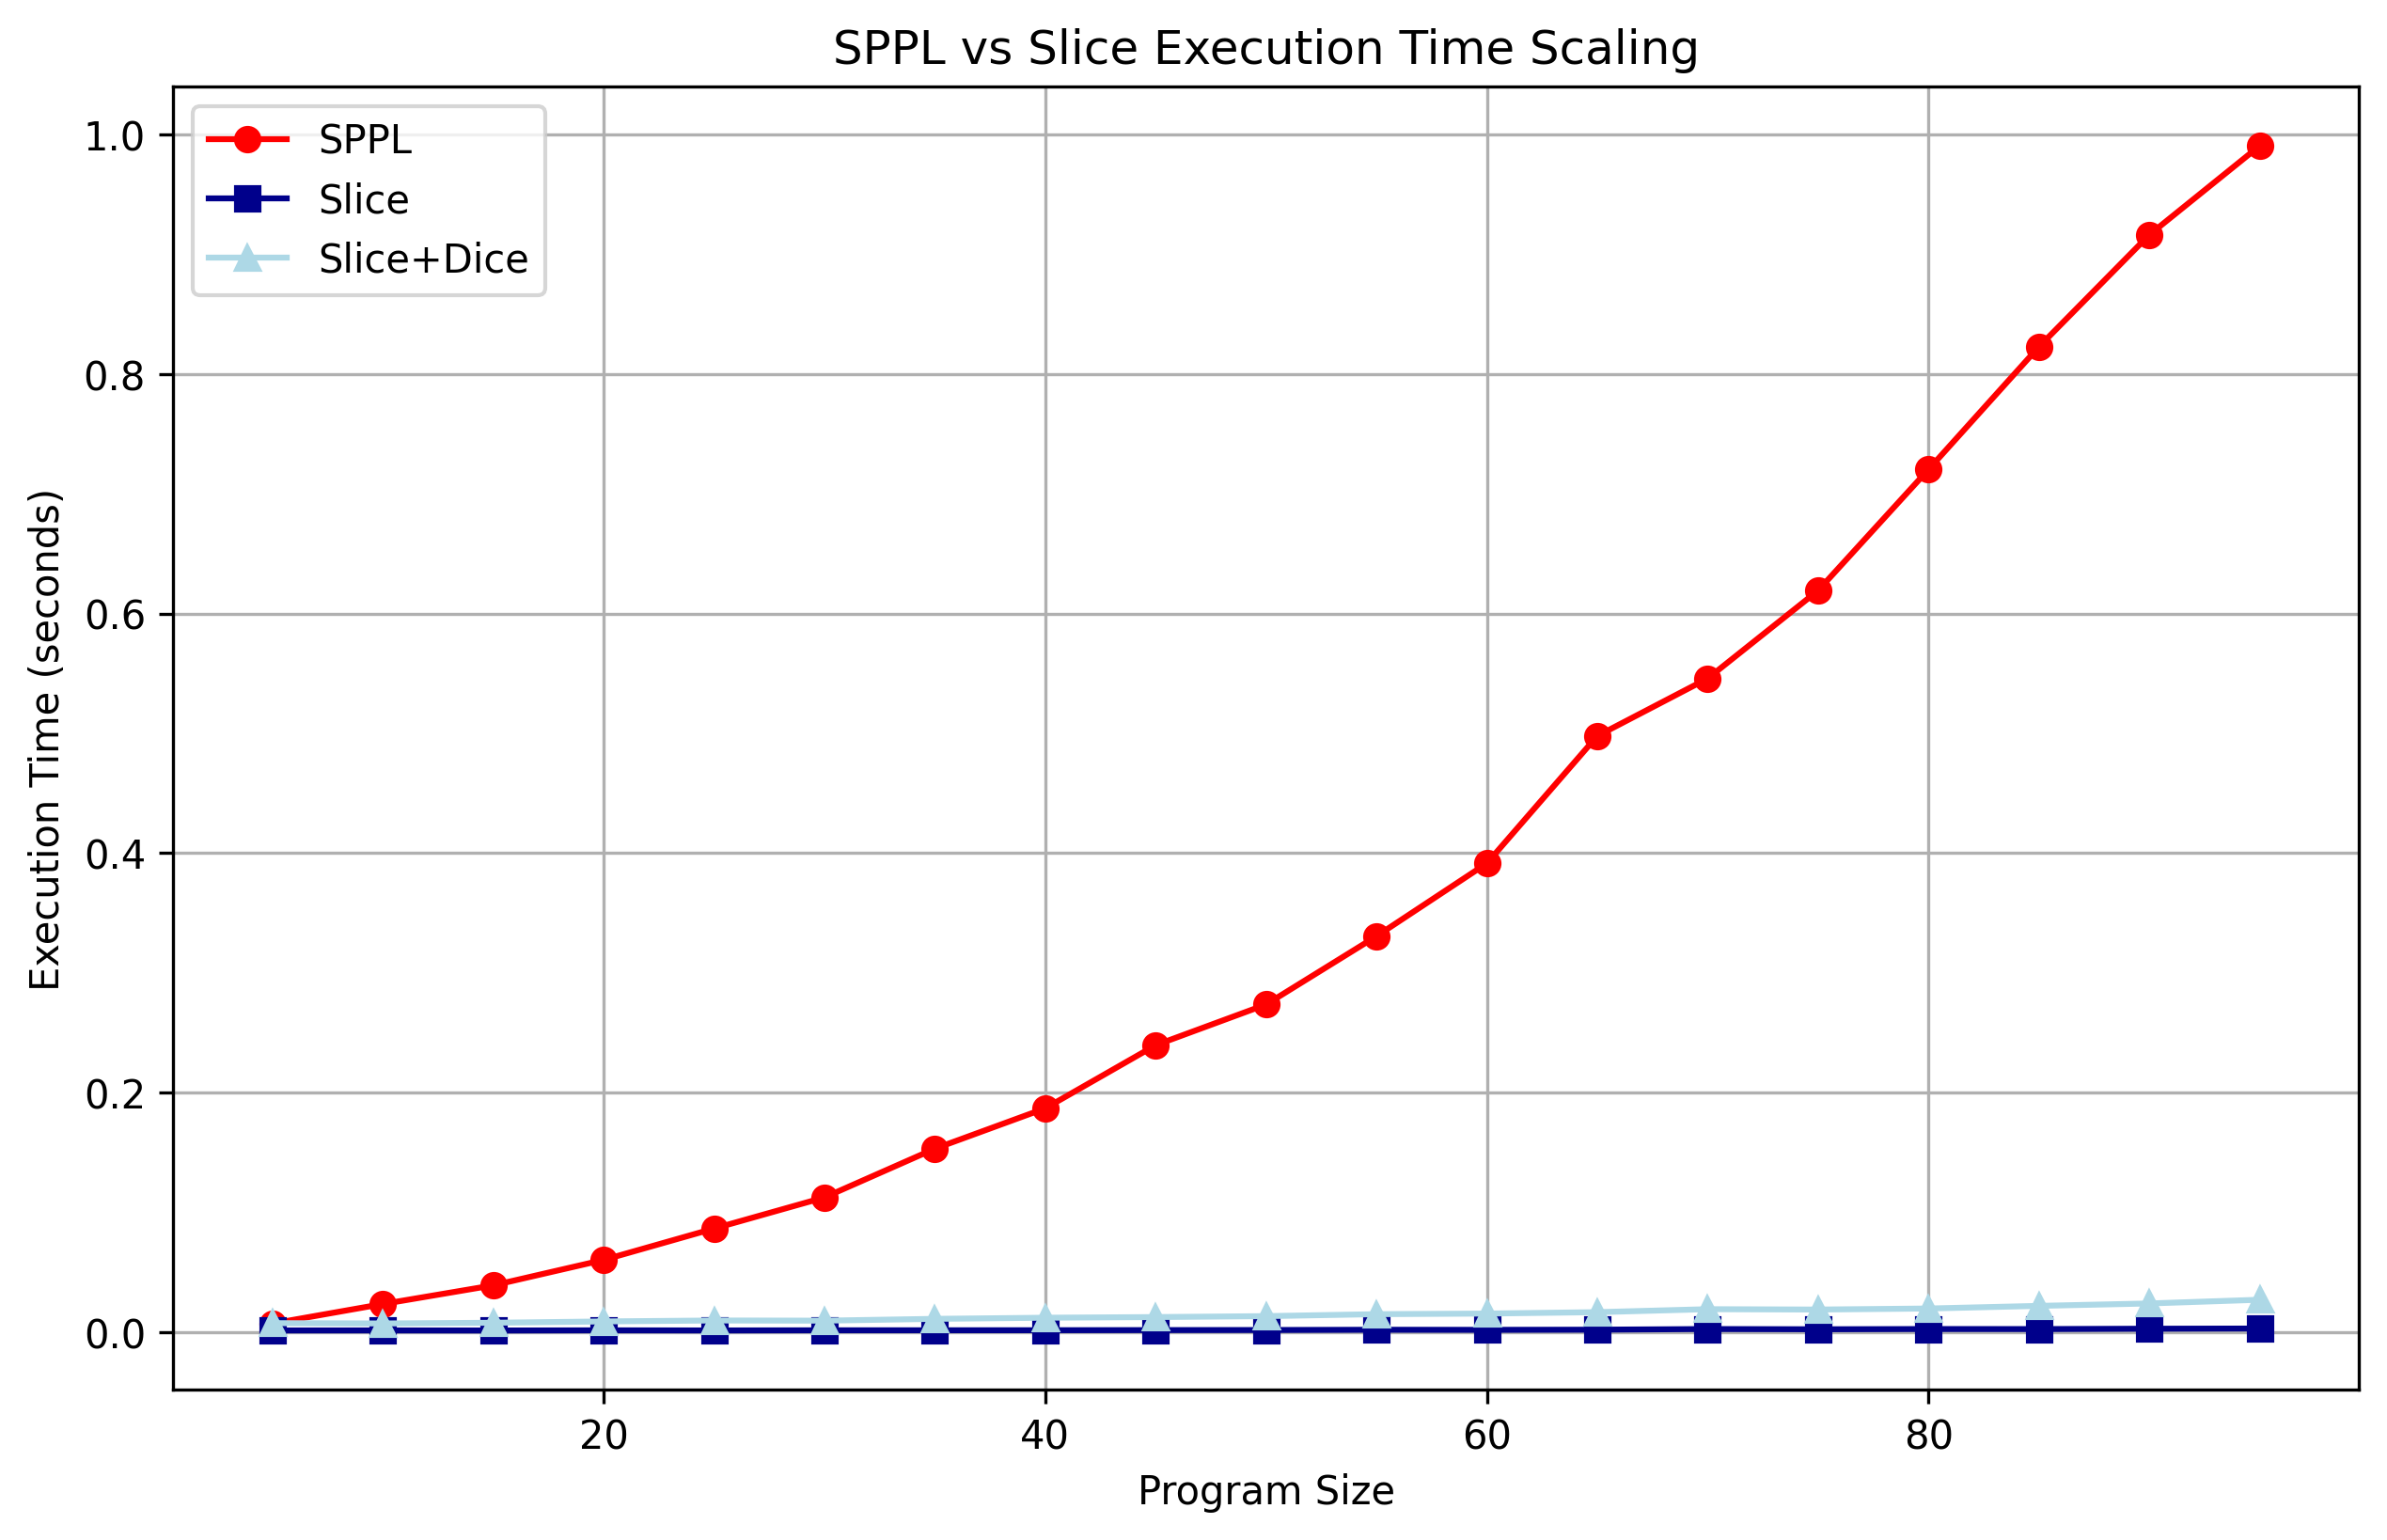 SPPL vs Slice Execution Time Scaling
SPPL
Slice
Slice+Dice
Execution Time (seconds)
1.0
0.8
0.6
0.4
0.2
0.0
20 40 60 80
Program Size